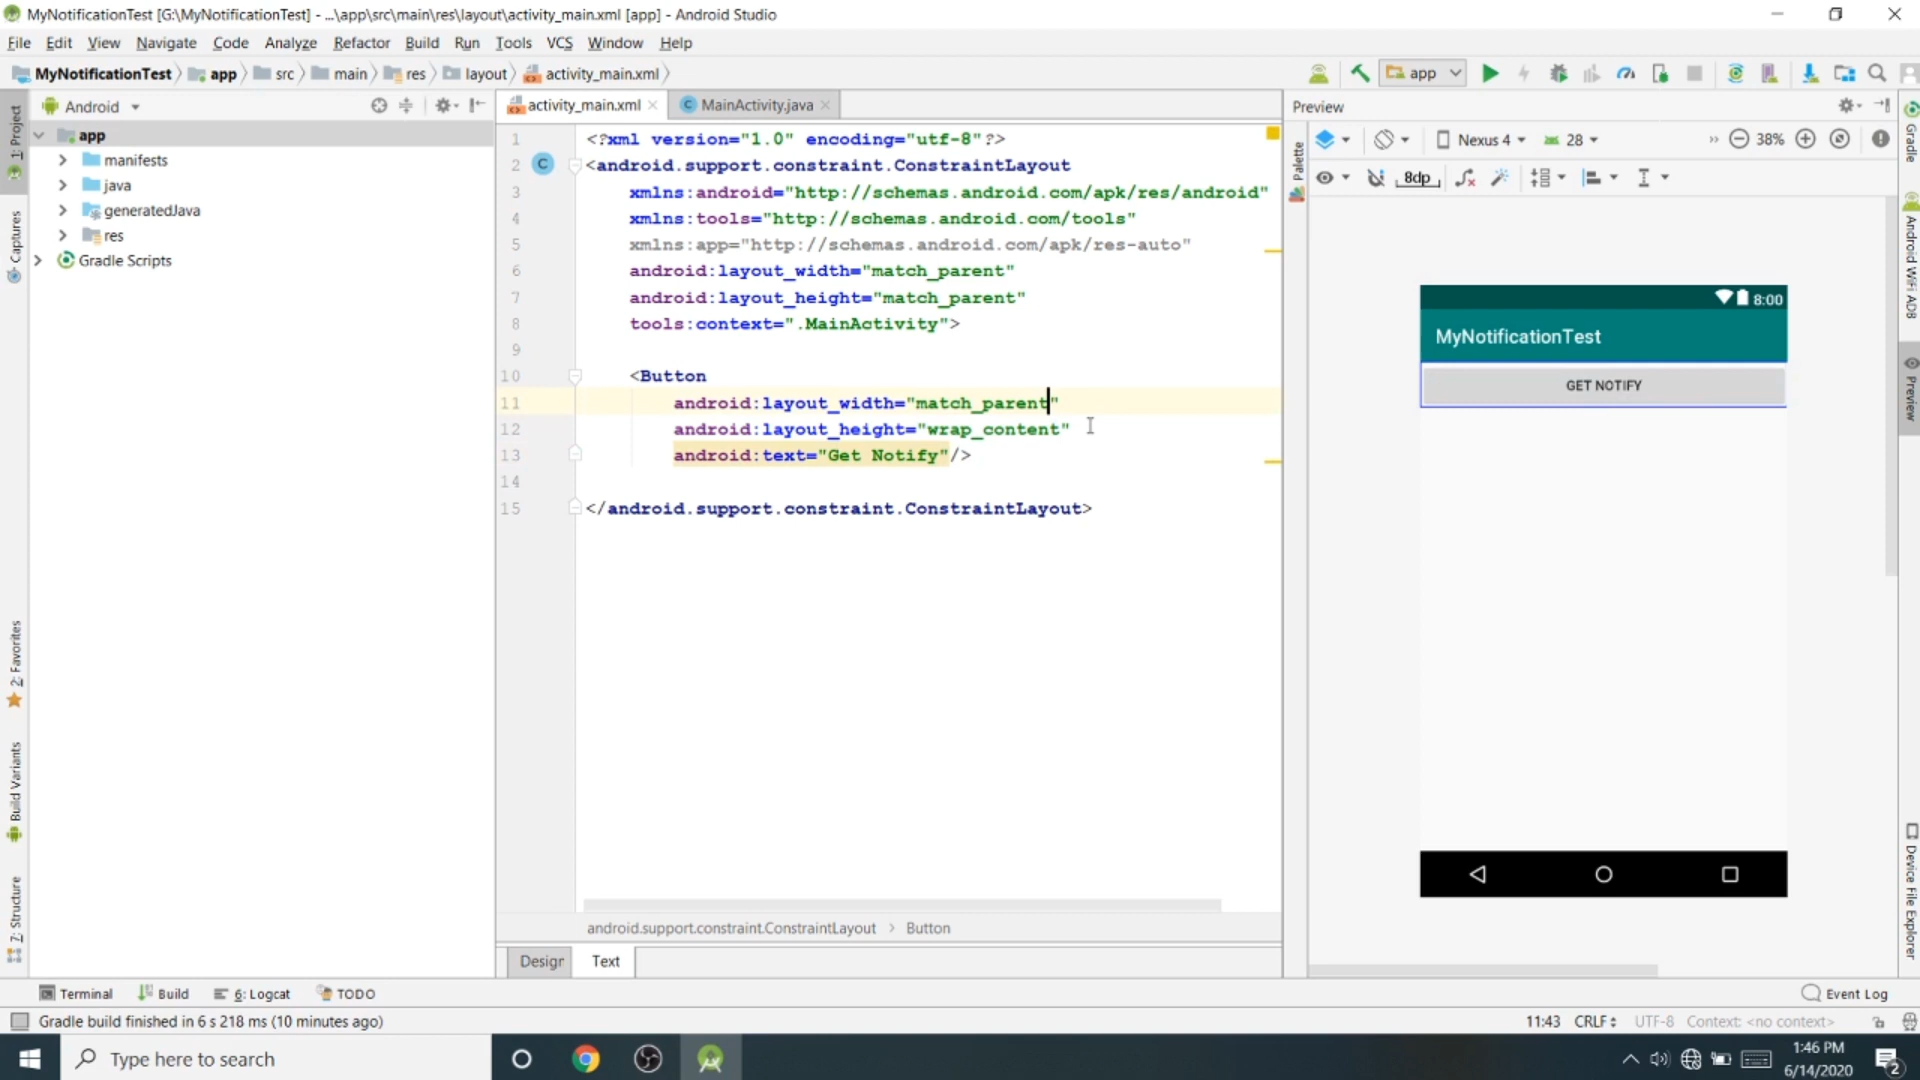 MyNotificationTest [G:\MyNotificationTest] - ...\app\src\main\res\layout\activity_main.xml [app] - Android Studio
File Edit View Navigate Code Analyze Refactor Build Run Tools VCS Window Help
MyNotificationTest app src main res layout activity_main.xml
app
1: Project
Captures
2: Favorites
Build Variants
7: Structure
Android
app
manifests
java
generatedJava
res
Gradle Scripts
activity_main.xml MainActivity.java
1 <?xml version="1.0" encoding="utf-8"?>
2 <android.support.constraint.ConstraintLayout
3 xmlns:android="http://schemas.android.com/apk/res/android"
4 xmlns:tools="http://schemas.android.com/tools"
5 xmlns:app="http://schemas.android.com/apk/res-auto"
6 android:layout_width="match_parent"
7 android:layout_height="match_parent"
8 tools:context=".MainActivity">
9
10 <Button
11 android:layout_width="match_parent"
12 android:layout_height="wrap_content"
13 android:text="Get Notify"/>
14
15 </android.support.constraint.ConstraintLayout>
android.support.constraint.ConstraintLayout › Button
Design Text
Preview
Palette
Nexus 4 28 » 38%
8dp
8:00
MyNotificationTest
GET NOTIFY
Gradle
Android WiFi ADB
Preview
Device File Explorer
Terminal Build 6: Logcat TODO Event Log
Gradle build finished in 6 s 218 ms (10 minutes ago) 11:43 CRLF UTF-8 Context: <no context>
Type here to search
1:46 PM
6/14/2020
2